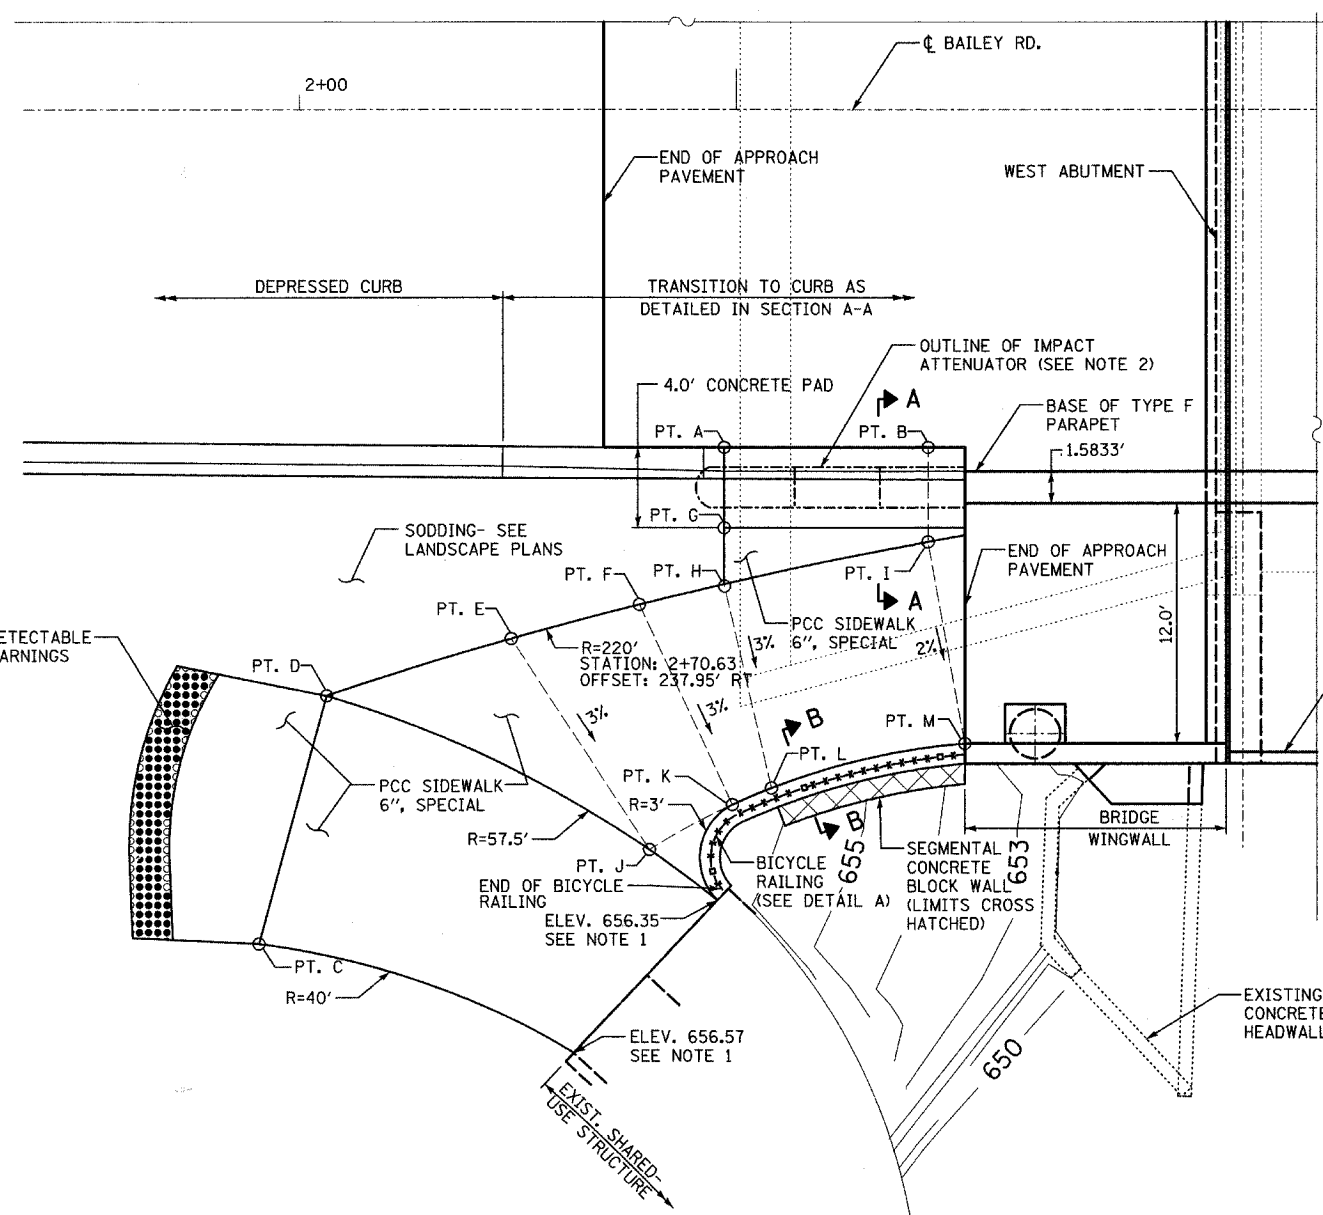 ℄ BAILEY RD.
2+00
END OF APPROACH
PAVEMENT
WEST ABUTMENT
DEPRESSED CURB
TRANSITION TO CURB AS
DETAILED IN SECTION A-A
OUTLINE OF IMPACT
ATTENUATOR (SEE NOTE 2)
4.0' CONCRETE PAD
A
BASE OF TYPE F
PARAPET
PT. A
PT. B
1.5833'
PT. G
SODDING- SEE
LANDSCAPE PLANS
END OF APPROACH
PAVEMENT
PT. F
PT. H
PT. I
A
PT. E
PCC SIDEWALK
6", SPECIAL
12.0'
R=220'
STATION: 2+70.63
OFFSET: 237.95' RT
3%
2%
ETECTABLE
ARNINGS
PT. D
3%
3%
B
PT. M
PT. L
PT. K
PCC SIDEWALK
6", SPECIAL
R=3'
R=57.5'
B
BRIDGE
WINGWALL
PT. J
BICYCLE
RAILING
(SEE DETAIL A)
655
SEGMENTAL
CONCRETE
BLOCK WALL
(LIMITS CROSS
HATCHED)
653
END OF BICYCLE
RAILING
ELEV. 656.35
SEE NOTE 1
PT. C
R=40'
EXISTING
CONCRETE
HEADWALL
ELEV. 656.57
SEE NOTE 1
650
EXIST. SHARED-
USE STRUCTURE